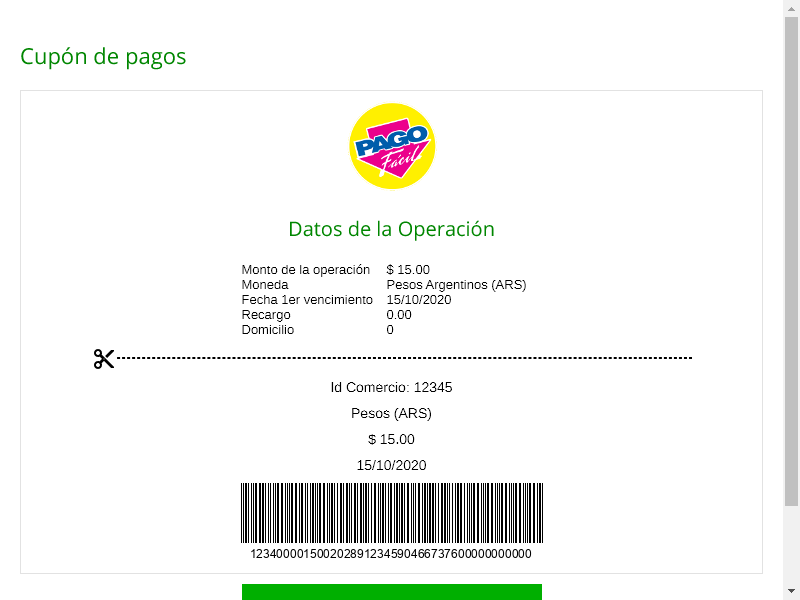 Cupón de pagos
PAGO
Fácil
Datos de la Operación
Monto de la operación $ 15.00
Moneda Pesos Argentinos (ARS)
Fecha 1er vencimiento 15/10/2020
Recargo 0.00
Domicilio 0
Id Comercio: 12345
Pesos (ARS)
$ 15.00
15/10/2020
123400001500202891234590466737600000000000